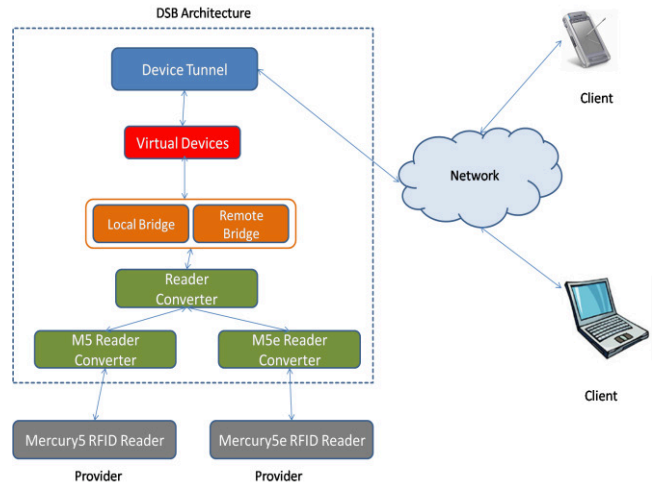 DSB Architecture
Device Tunnel
Virtual Devices
Local Bridge
Remote
Bridge
Reader
Converter
M5 Reader
Converter
M5e Reader
Converter
Mercury5 RFID Reader
Mercury5e RFID Reader
Provider
Provider
Network
Client
Client